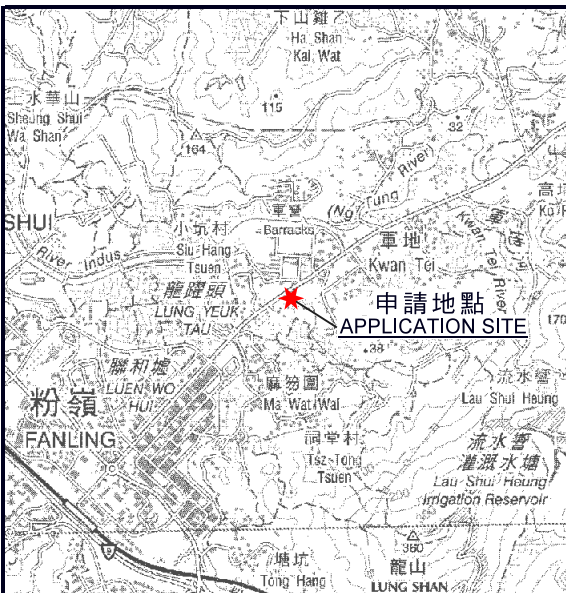 下山雞乙
Ha Shan
Kai Wat
水華山
Sheung Shui
Wa Shan
115
164
32
(Ng Tung River)
軍營
Barracks
高埔
SHUI
River Indus
小坑村
Siu Hang
Tsuen
軍地
Kwan Tei
軍地河
Kwan Tei River
龍躍頭
LUNG YEUK
TAU
申請地點
APPLICATION SITE
170
38
聯和墟
LUEN WO
HUI
粉嶺
FANLING
麻笏圍
Ma Wat Wai
流水響
Lau Shui Heung
祠堂村
Tsz Tong
Tsuen
流水響
灌溉水塘
Lau Shui Heung
Irrigation Reservoir
9
360
塘坑
Tong Hang
龍山
LUNG SHAN